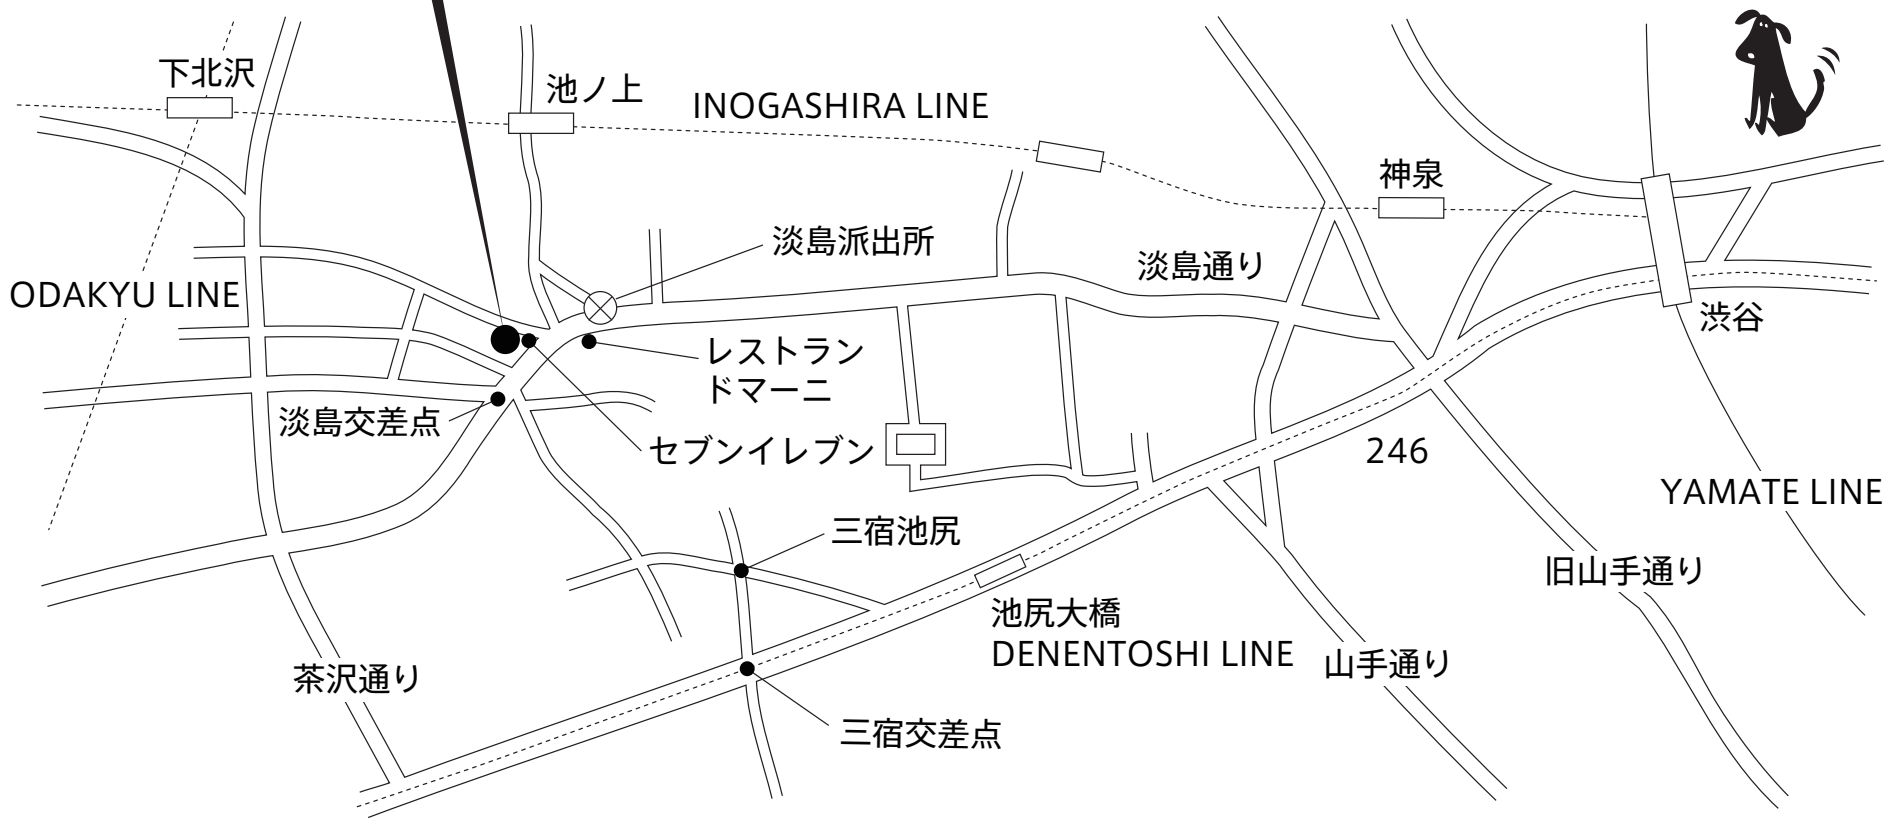 下北沢
池ノ上
INOGASHIRA LINE
神泉
淡島派出所
淡島通り
ODAKYU LINE
渋谷
レストラン
ドマーニ
淡島交差点
セブンイレブン
246
YAMATE LINE
三宿池尻
旧山手通り
池尻大橋
DENENTOSHI LINE
山手通り
茶沢通り
三宿交差点